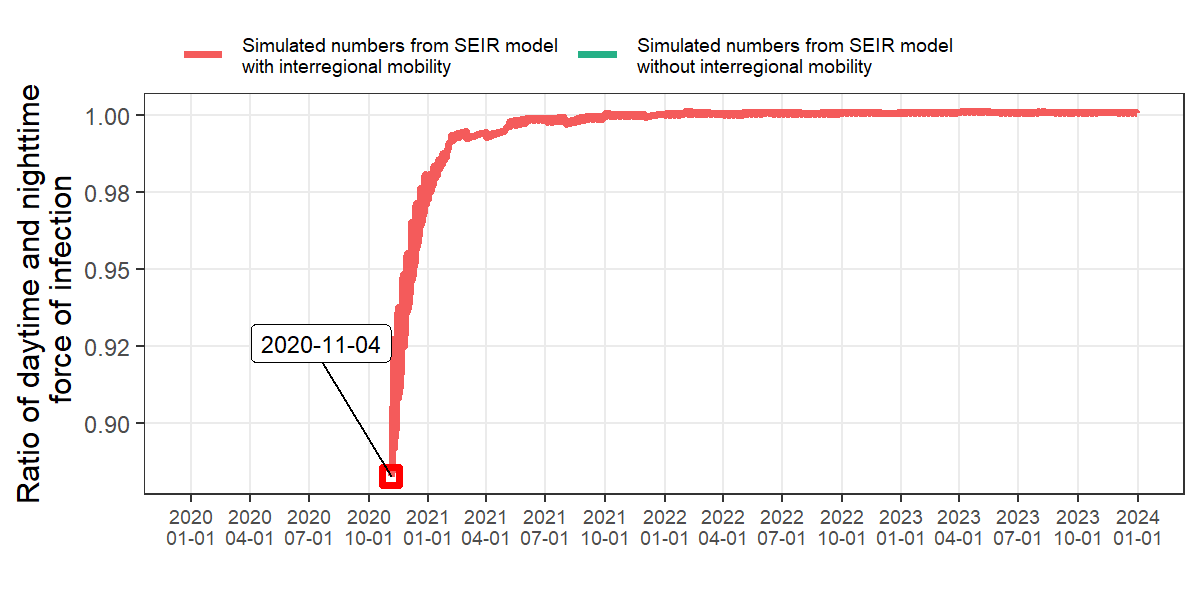 Simulated numbers from SEIR model
with interregional mobility
Simulated numbers from SEIR model
without interregional mobility
Ratio of daytime and nighttime
force of infection
1.00
0.98
0.95
0.92
0.90
2020-11-04
2020 2020 2020 2020 2021 2021 2021 2021 2022 2022 2022 2022 2023 2023 2023 2023 2024
01-01 04-01 07-01 10-01 01-01 04-01 07-01 10-01 01-01 04-01 07-01 10-01 01-01 04-01 07-01 10-01 01-01